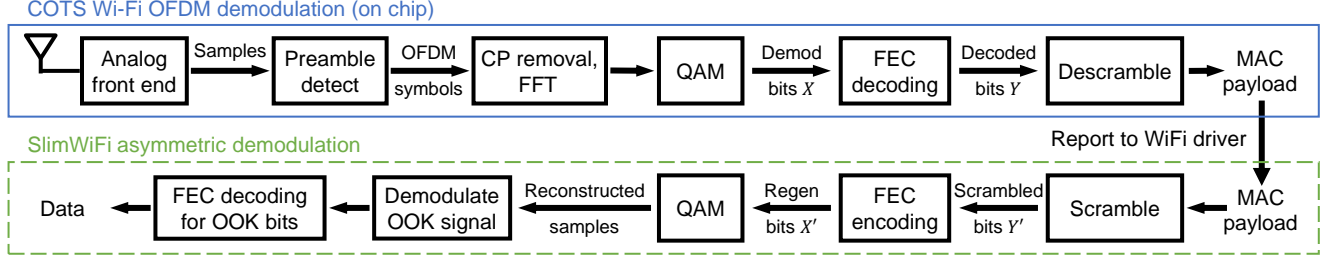 COTS Wi-Fi OFDM demodulation (on chip)
Analog
front end
Samples
Preamble
detect
OFDM
symbols
CP removal,
FFT
QAM
Demod
bits X
FEC
decoding
Decoded
bits Y
Descramble
MAC
payload
Report to WiFi driver
SlimWiFi asymmetric demodulation
Data
FEC decoding
for OOK bits
Demodulate
OOK signal
Reconstructed
samples
QAM
Regen
bits X′
FEC
encoding
Scrambled
bits Y′
Scramble
MAC
payload